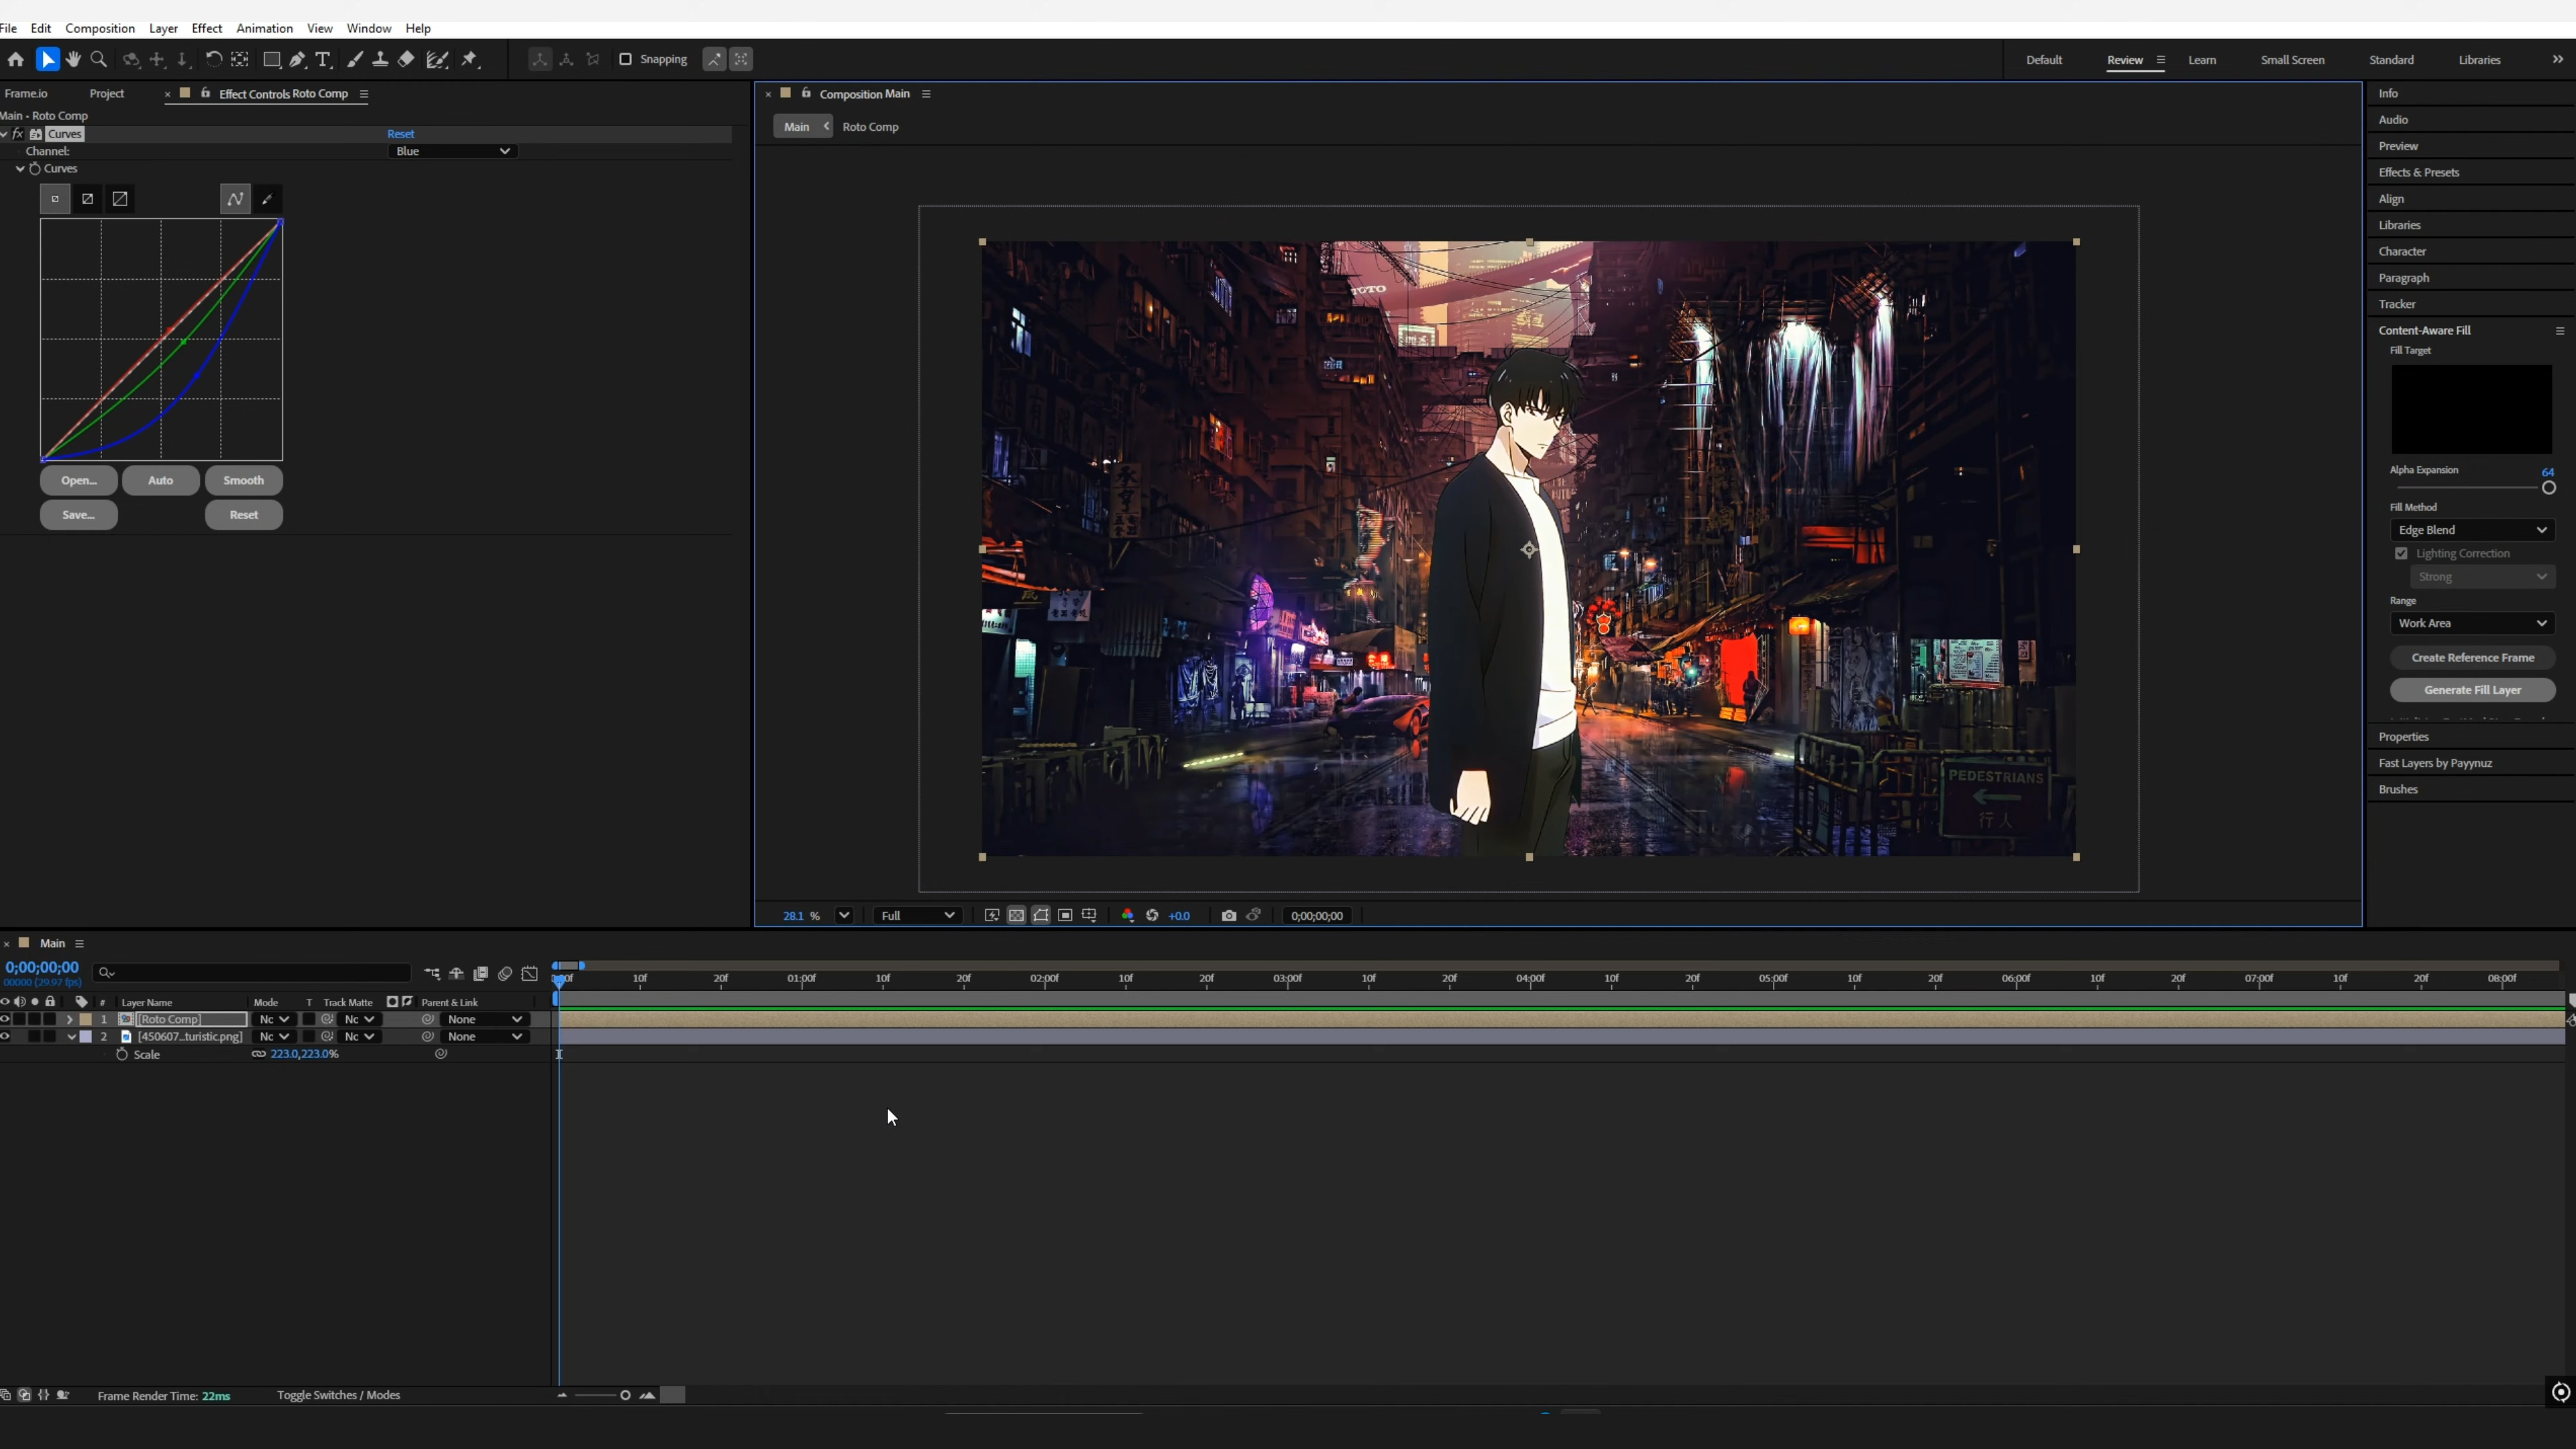 File Edit Composition Layer Effect Animation View Window Help
Snapping
Default Review Learn Small Screen Standard Libraries
Frame.io Project Effect Controls Roto Comp
Main - Roto Comp
fx Curves Reset
Channel: Blue
Curves
Open... Auto Smooth
Save... Reset
Composition Main
Main Roto Comp
TOTO
PEDESTRIANS
行人
28.1 % Full +0.0 0;00;00;00
Info
Audio
Preview
Effects & Presets
Align
Libraries
Character
Paragraph
Tracker
Content-Aware Fill
Fill Target
Alpha Expansion 64
Fill Method
Edge Blend
Lighting Correction
Strong
Range
Work Area
Create Reference Frame
Generate Fill Layer
Properties
Fast Layers by Payynuz
Brushes
Main
0;00;00;00
00000 (29.97 fps)
10f 20f 01:00f 10f 20f 02:00f 10f 20f 03:00f 10f 20f 04:00f 10f 20f 05:00f 10f 20f 06:00f 10f 20f 07:00f 10f 20f 08:00f
# Layer Name Mode T Track Matte Parent & Link
1 [Roto Comp] Nc Nc None
2 [450607...turistic.png] Nc Nc None
Scale 223.0,223.0%
Frame Render Time: 22ms Toggle Switches / Modes